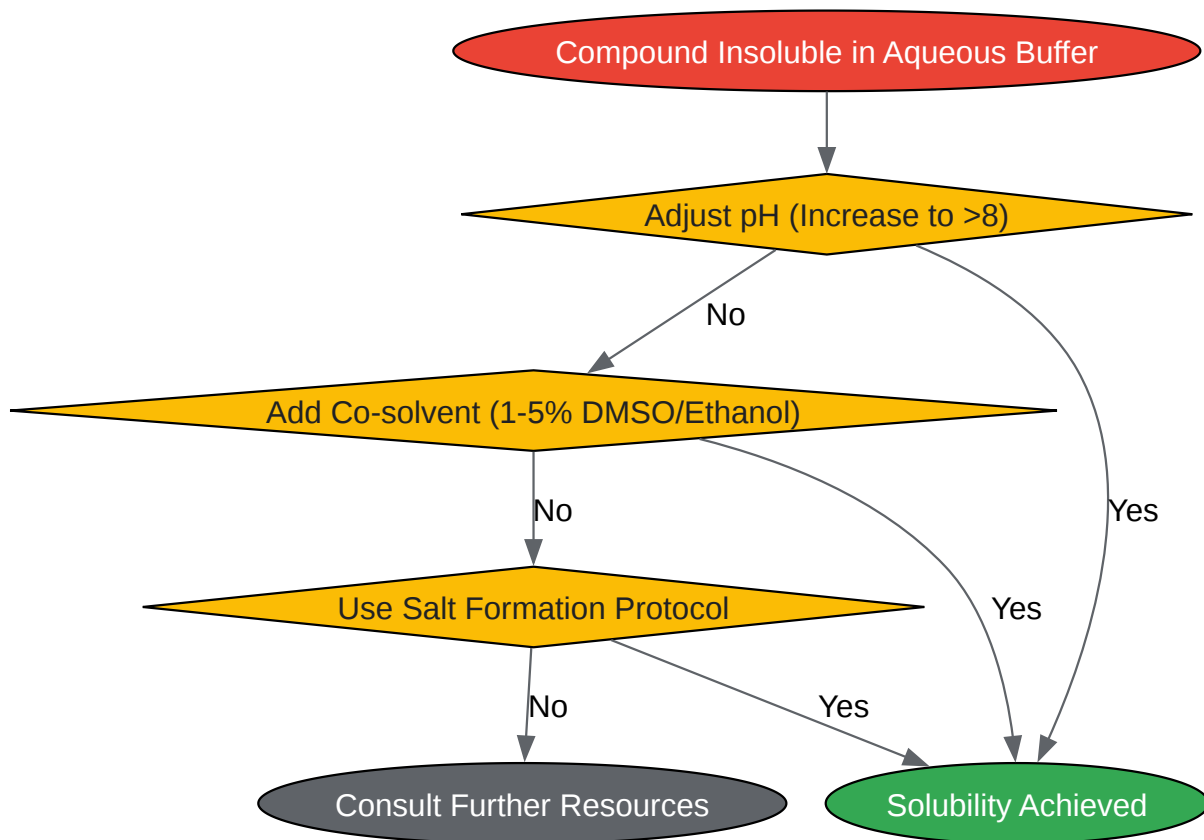 Compound Insoluble in Aqueous Buffer
Adjust pH (Increase to >8)
No
Add Co-solvent (1-5% DMSO/Ethanol)
No
Yes
Use Salt Formation Protocol
Yes
No
Yes
Consult Further Resources
Solubility Achieved